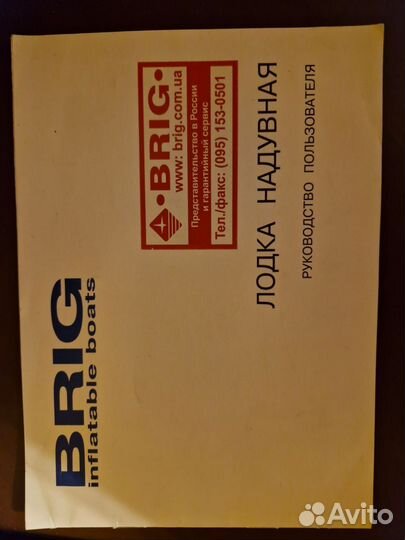 BRIG
inflatable boats
•BRIG•
www: brig.com.ua
Представительство в России
и гарантийный сервис
Тел./факс: (095) 153-0501
ЛОДКА НАДУВНАЯ
РУКОВОДСТВО ПОЛЬЗОВАТЕЛЯ
Avito